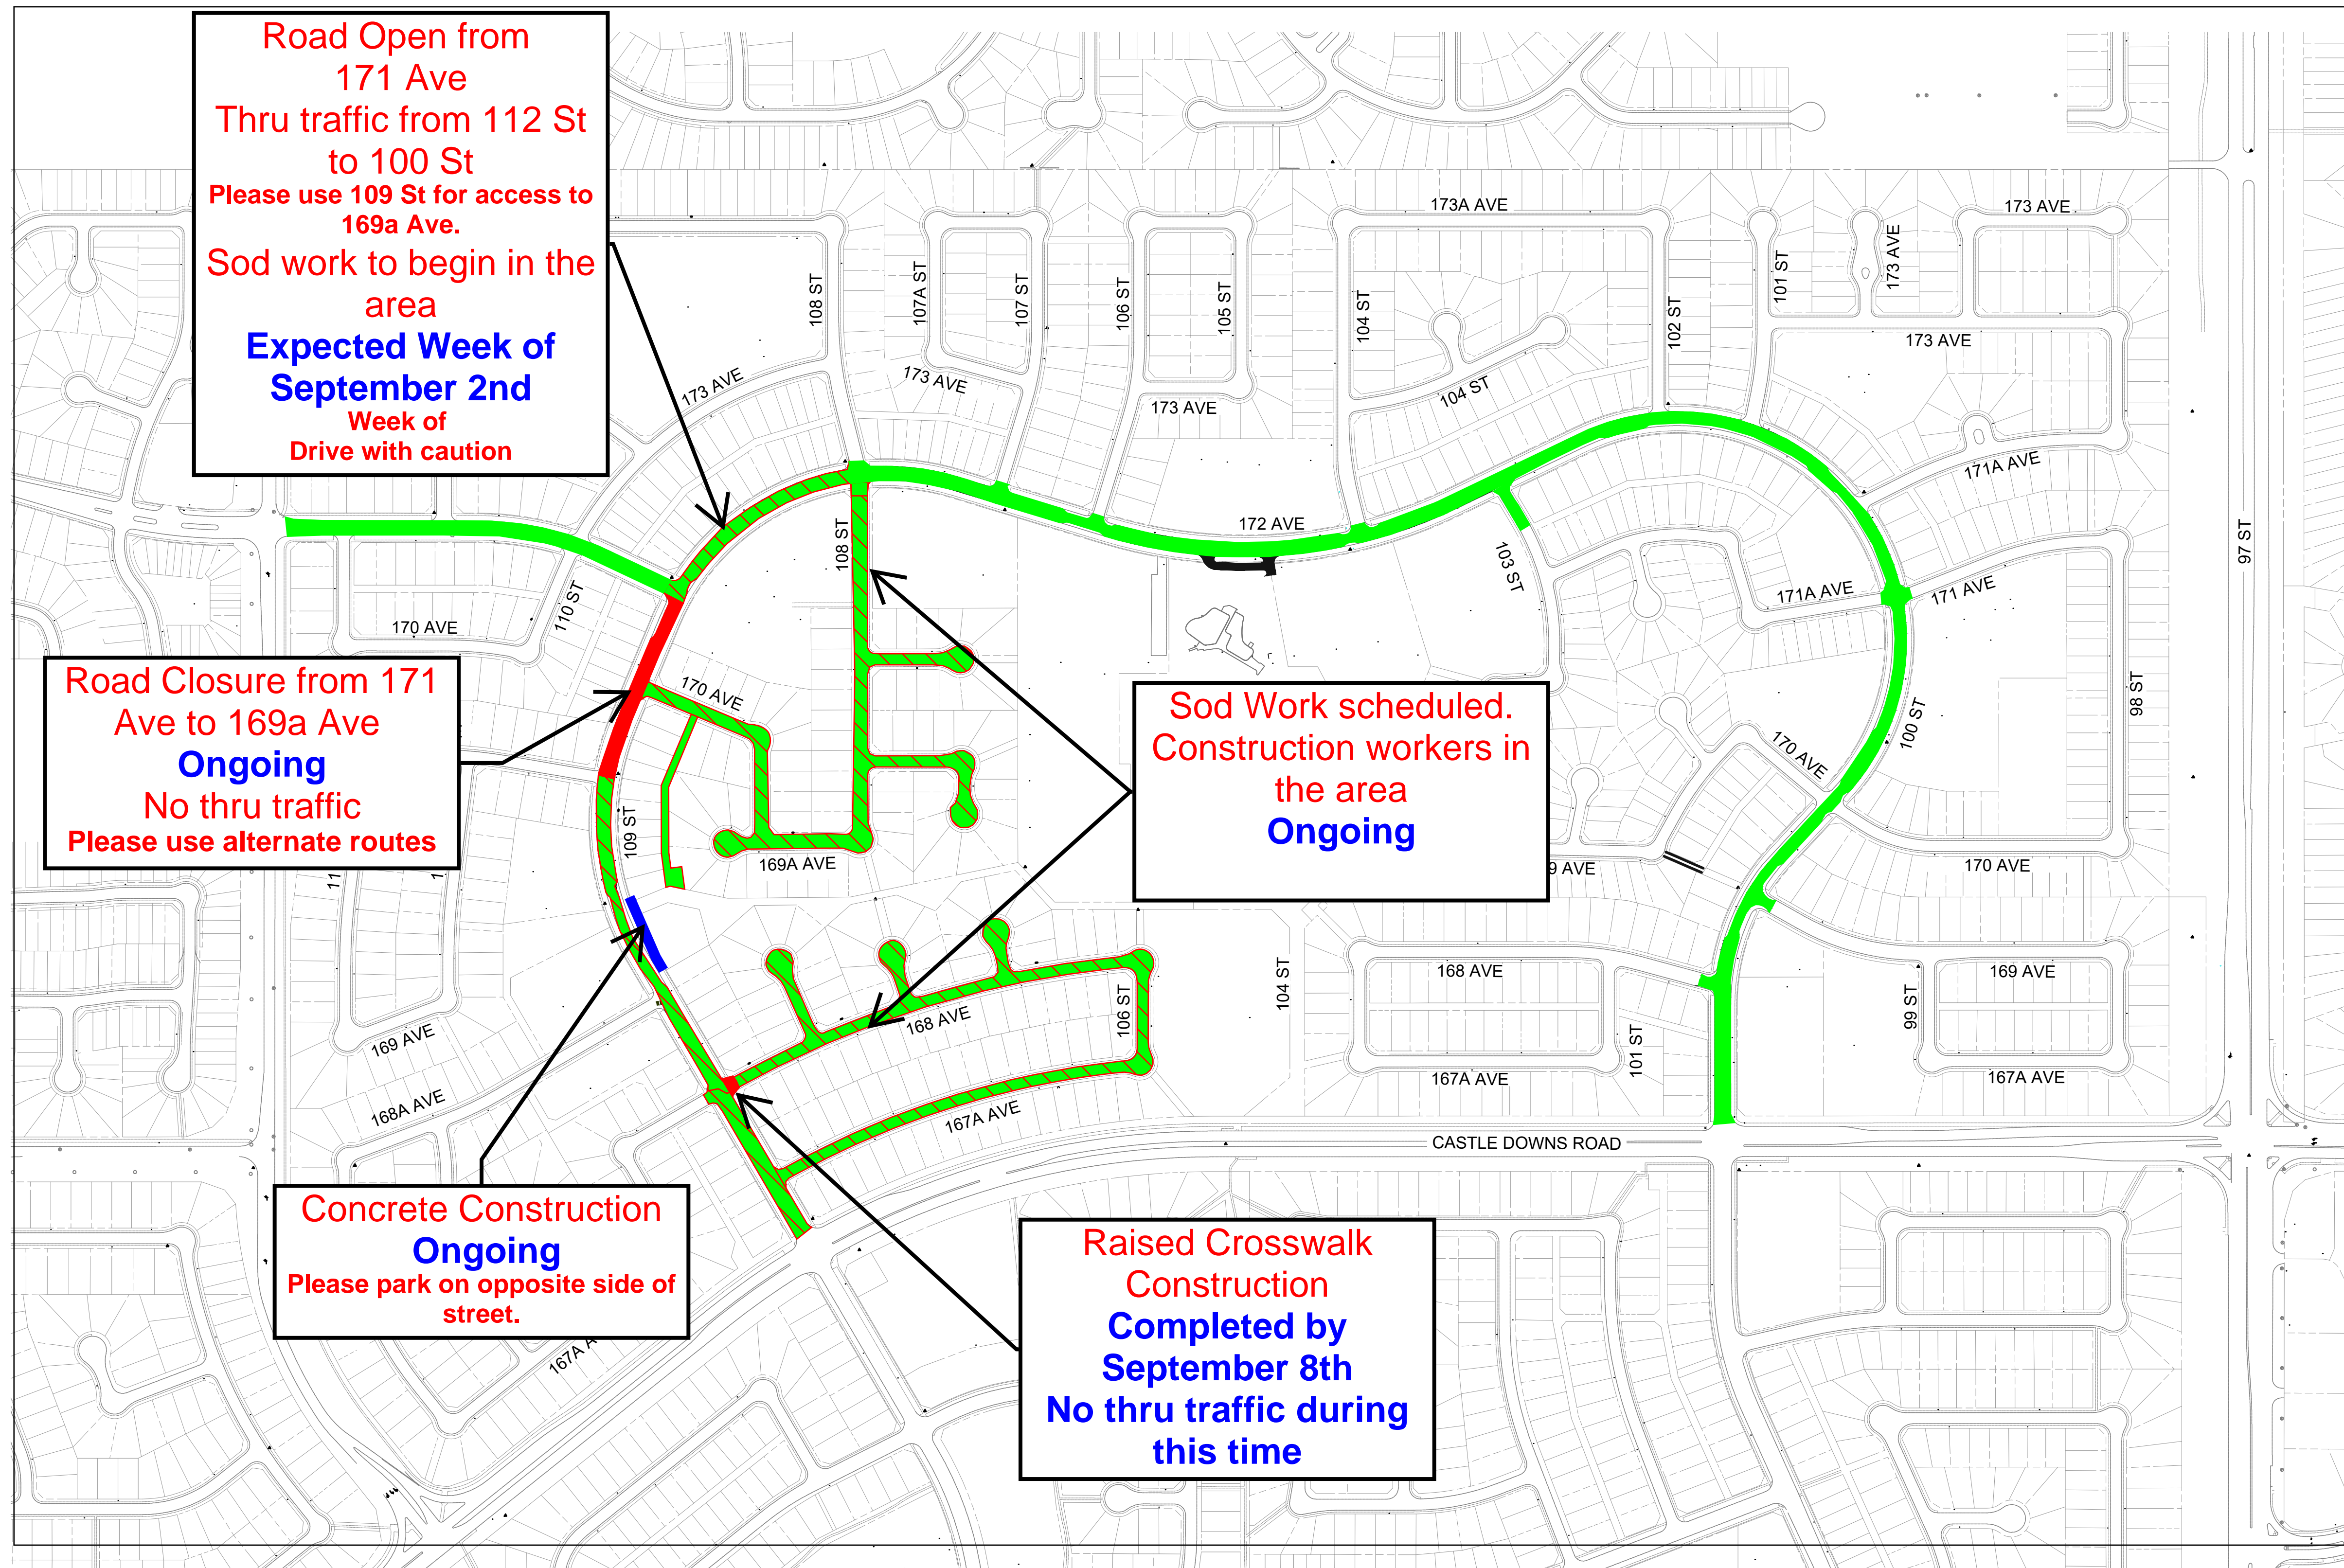 Road Open from
171 Ave
Thru traffic from 112 St
to 100 St
Please use 109 St for access to
169a Ave.
Sod work to begin in the
area
Expected Week of
September 2nd
Week of
Drive with caution
173A AVE
173 AVE
108 ST
107A ST
107 ST
106 ST
105 ST
104 ST
102 ST
101 ST
173 AVE
173 AVE
173 AVE
173 AVE
173 AVE
104 ST
171A AVE
172 AVE
108 ST
103 ST
97 ST
110 ST
170 AVE
171A AVE
171 AVE
Road Closure from 171
Ave to 169a Ave
Ongoing
No thru traffic
Please use alternate routes
170 AVE
Sod Work scheduled.
Construction workers in
the area
Ongoing
98 ST
100 ST
170 AVE
109 ST
169A AVE
9 AVE
170 AVE
11
168 AVE
169 AVE
104 ST
106 ST
99 ST
168 AVE
169 AVE
101 ST
167A AVE
167A AVE
168A AVE
167A AVE
CASTLE DOWNS ROAD
Concrete Construction
Ongoing
Please park on opposite side of
street.
167A A
Raised Crosswalk
Construction
Completed by
September 8th
No thru traffic during
this time